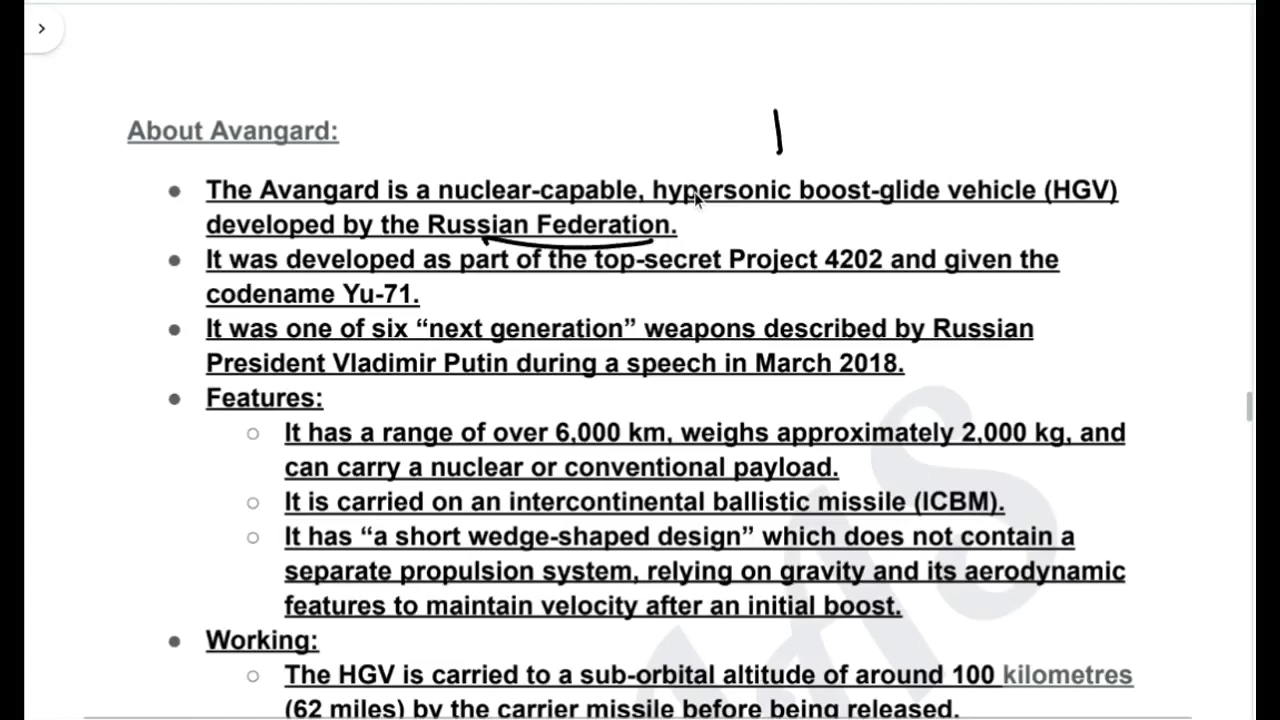 About Avangard:
The Avangard is a nuclear-capable, hypersonic boost-glide vehicle (HGV)
developed by the Russian Federation.
It was developed as part of the top-secret Project 4202 and given the
codename Yu-71.
It was one of six “next generation” weapons described by Russian
President Vladimir Putin during a speech in March 2018.
Features:
It has a range of over 6,000 km, weighs approximately 2,000 kg, and
can carry a nuclear or conventional payload.
It is carried on an intercontinental ballistic missile (ICBM).
It has “a short wedge-shaped design” which does not contain a
separate propulsion system, relying on gravity and its aerodynamic
features to maintain velocity after an initial boost.
Working:
The HGV is carried to a sub-orbital altitude of around 100 kilometres
(62 miles) by the carrier missile before being released.